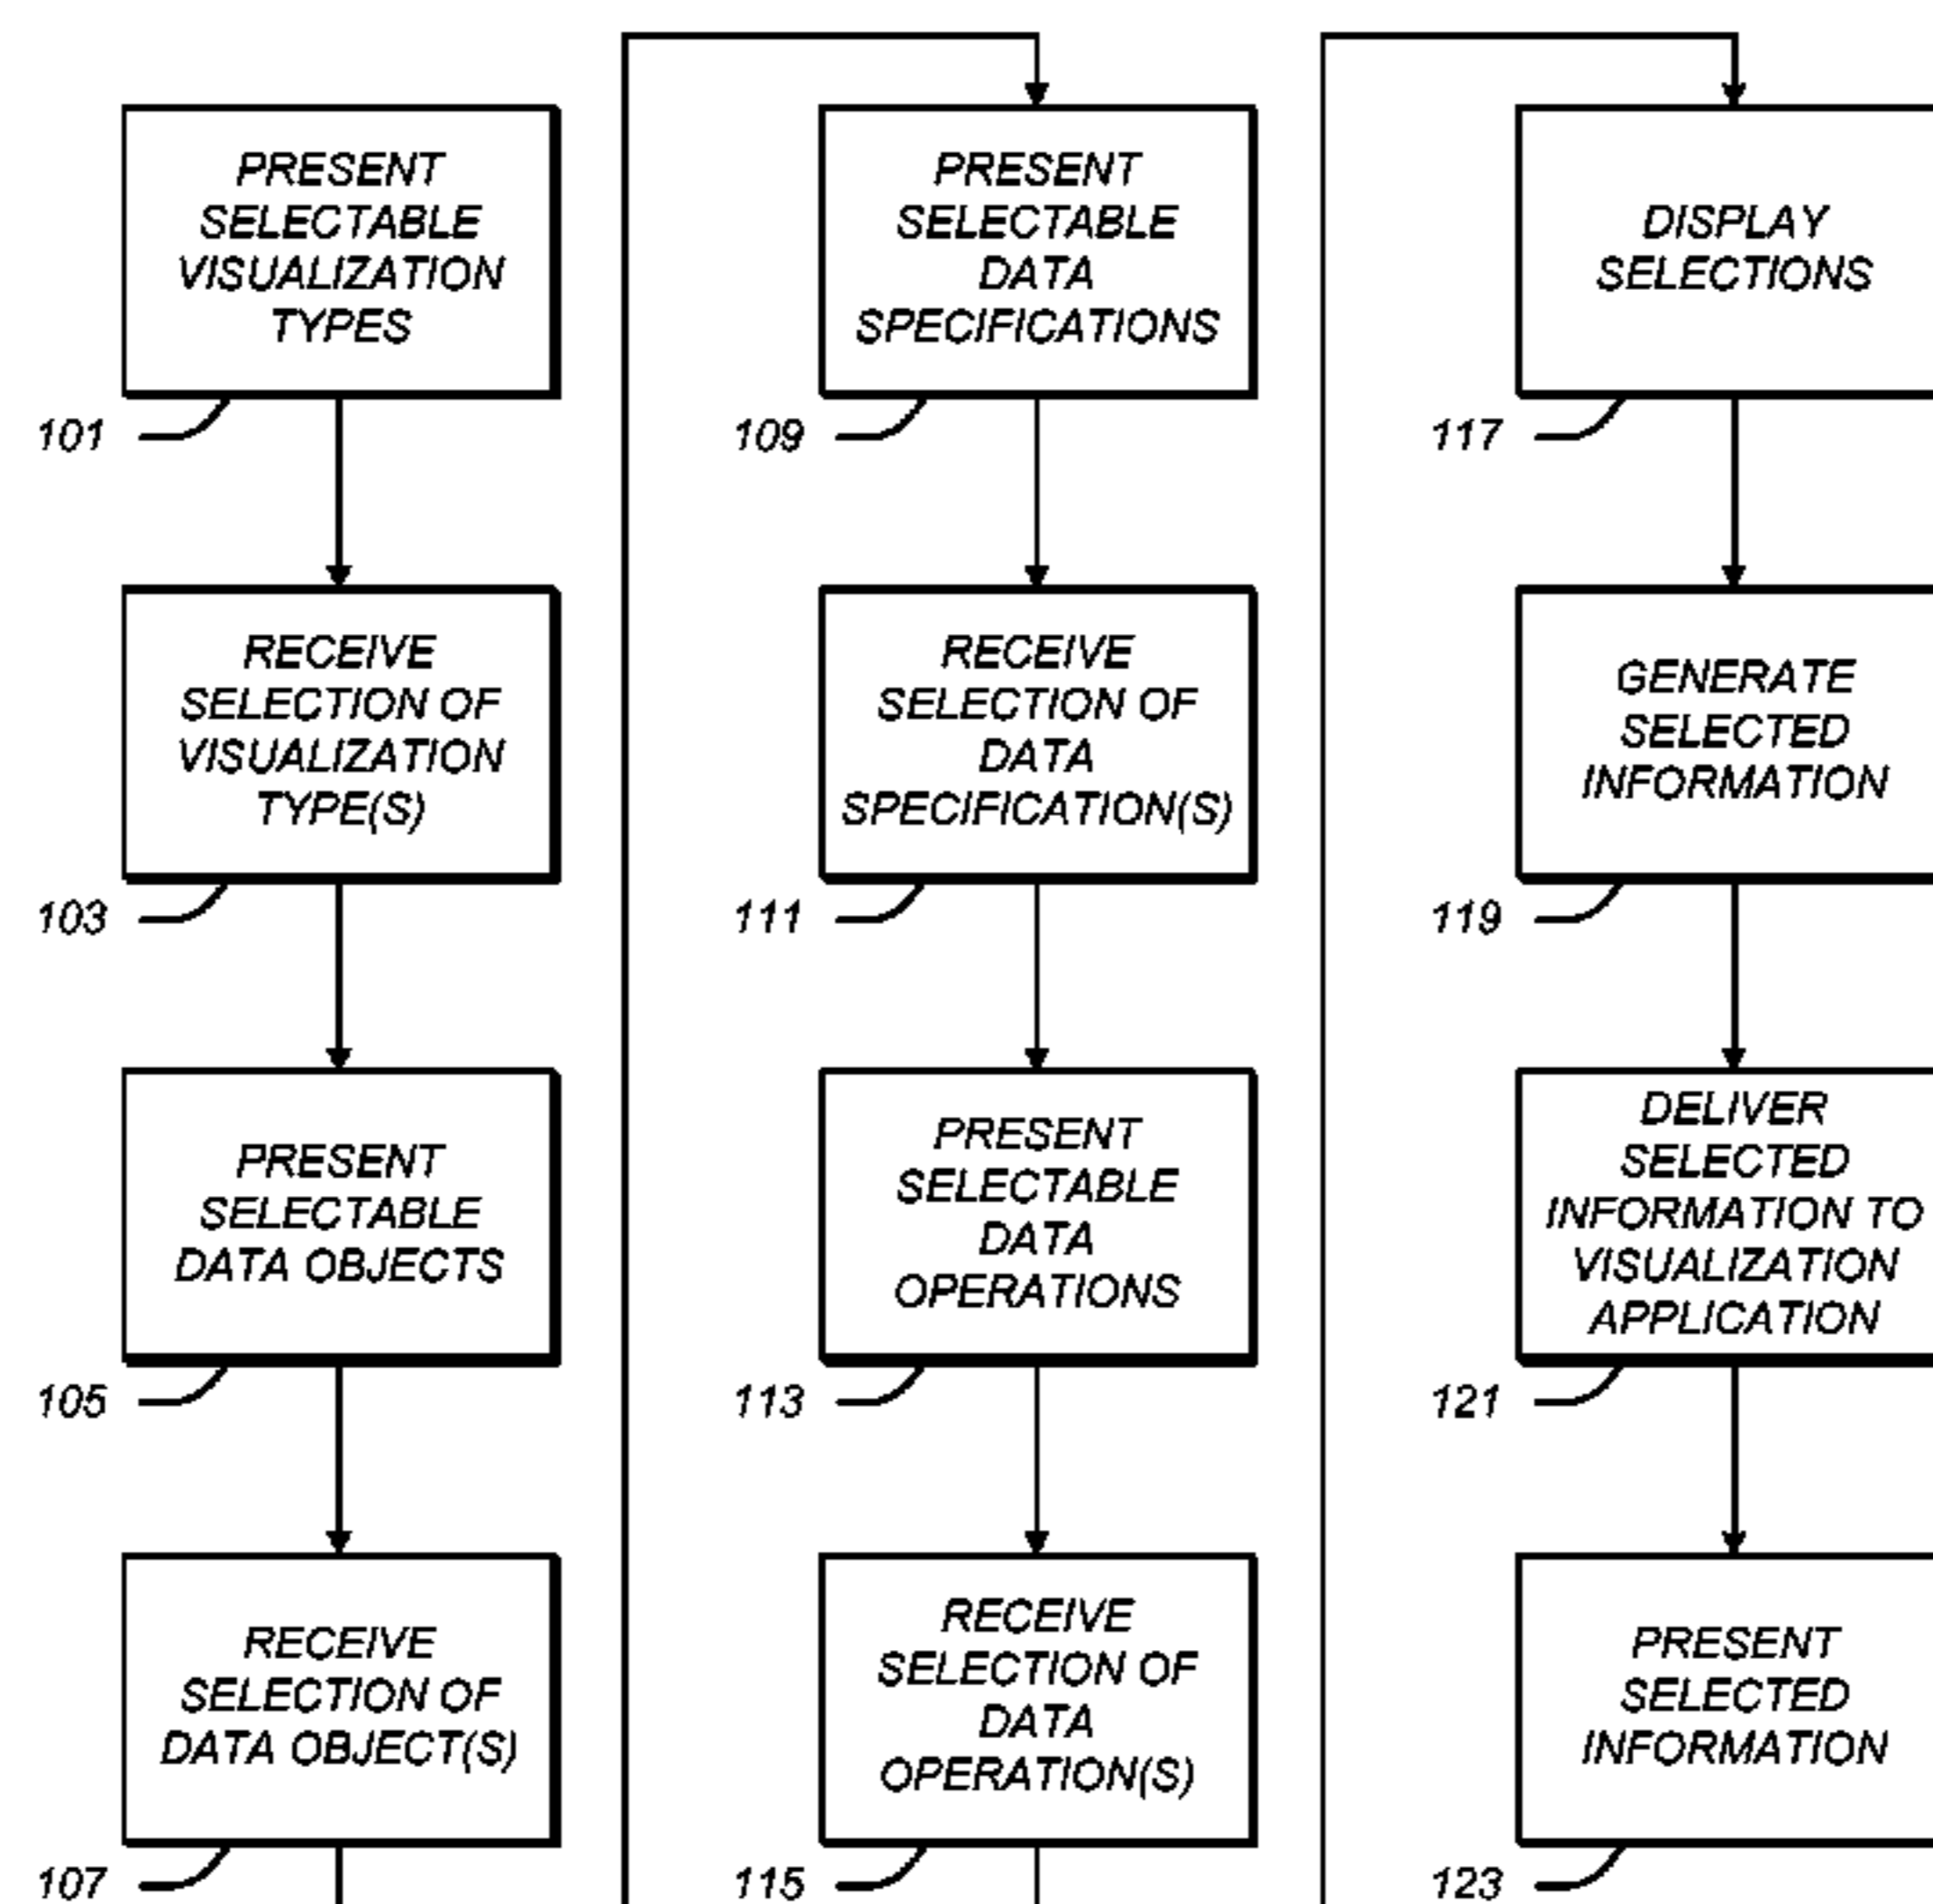 PRESENT
SELECTABLE
VISUALIZATION
TYPES
101
RECEIVE
SELECTION OF
VISUALIZATION
TYPE(S)
103
PRESENT
SELECTABLE
DATA OBJECTS
105
RECEIVE
SELECTION OF
DATA OBJECT(S)
107
PRESENT
SELECTABLE
DATA
SPECIFICATIONS
109
RECEIVE
SELECTION OF
DATA
SPECIFICATION(S)
111
PRESENT
SELECTABLE
DATA
OPERATIONS
113
RECEIVE
SELECTION OF
DATA
OPERATION(S)
115
DISPLAY
SELECTIONS
117
GENERATE
SELECTED
INFORMATION
119
DELIVER
SELECTED
INFORMATION TO
VISUALIZATION
APPLICATION
121
PRESENT
SELECTED
INFORMATION
123